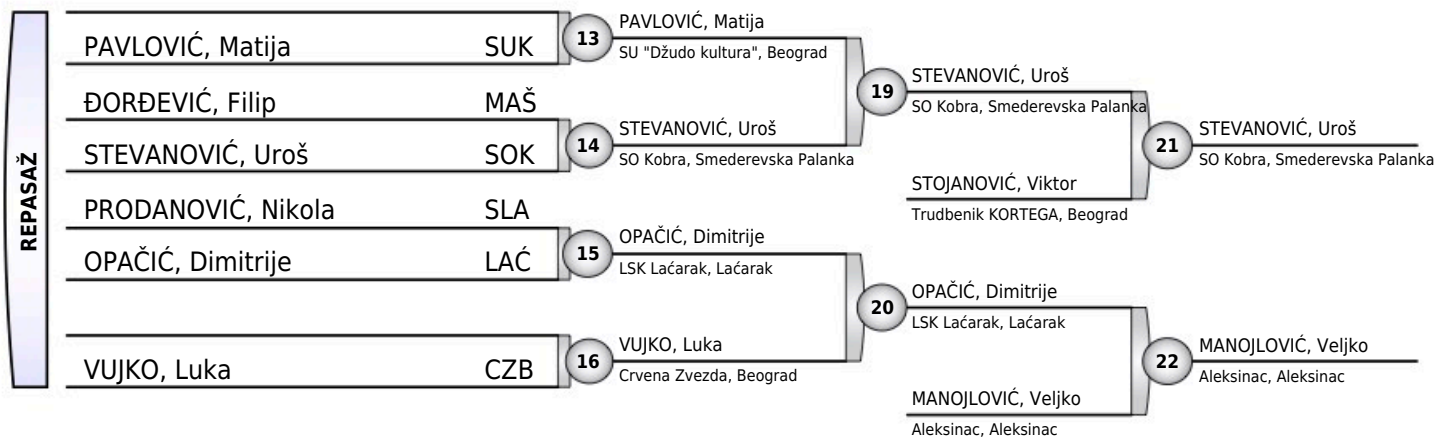 REPASAŽ
PAVLOVIĆ, Matija SUK
ĐORĐEVIĆ, Filip MAŠ
STEVANOVIĆ, Uroš SOK
PRODANOVIĆ, Nikola SLA
OPAČIĆ, Dimitrije LAĆ
VUJKO, Luka CZB
13
PAVLOVIĆ, Matija
SU "Džudo kultura", Beograd
14
STEVANOVIĆ, Uroš
SO Kobra, Smederevska Palanka
15
OPAČIĆ, Dimitrije
LSK Laćarak, Laćarak
16
VUJKO, Luka
Crvena Zvezda, Beograd
19
STEVANOVIĆ, Uroš
SO Kobra, Smederevska Palanka
STOJANOVIĆ, Viktor
Trudbenik KORTEGA, Beograd
20
OPAČIĆ, Dimitrije
LSK Laćarak, Laćarak
MANOJLOVIĆ, Veljko
Aleksinac, Aleksinac
21
STEVANOVIĆ, Uroš
SO Kobra, Smederevska Palanka
22
MANOJLOVIĆ, Veljko
Aleksinac, Aleksinac